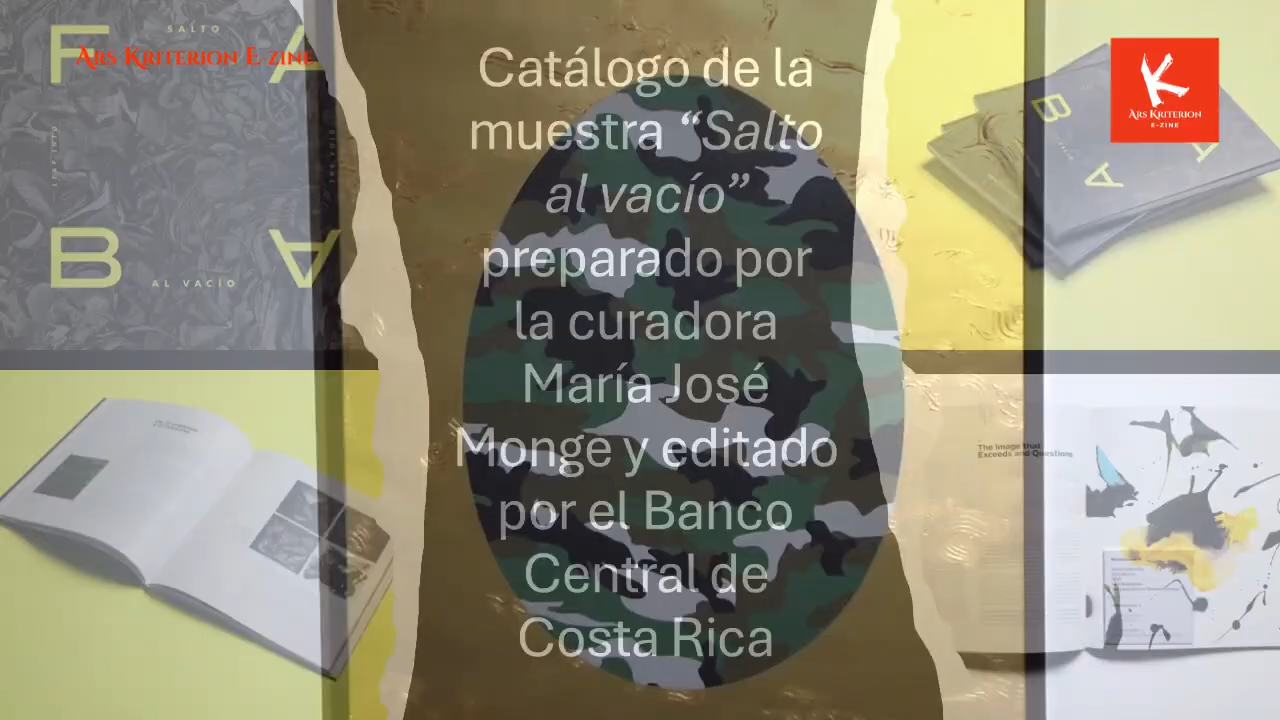 SALTO
F A
ARS KRITERION E-ZINE
B A
AL VACÍO
Catálogo de la
muestra “Salto
al vacío”
preparado por
la curadora
María José
Monge y editado
por el Banco
Central de
Costa Rica
B
A
K
ARS KRITERION
E-ZINE
The Image that
Exceeds and Questions